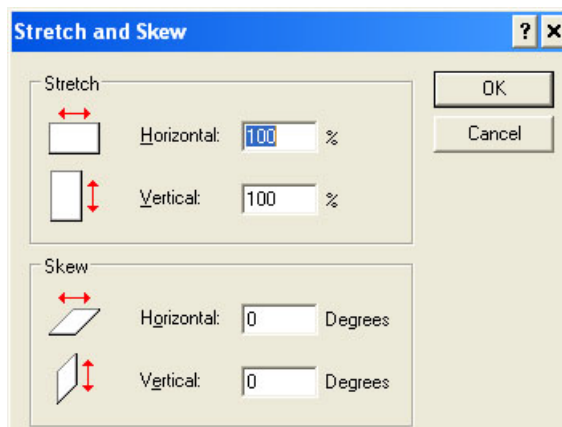 Stretch and Skew
Stretch
Horizontal: 100 %
Vertical: 100 %
OK
Cancel
Skew
Horizontal: 0 Degrees
Vertical: 0 Degrees